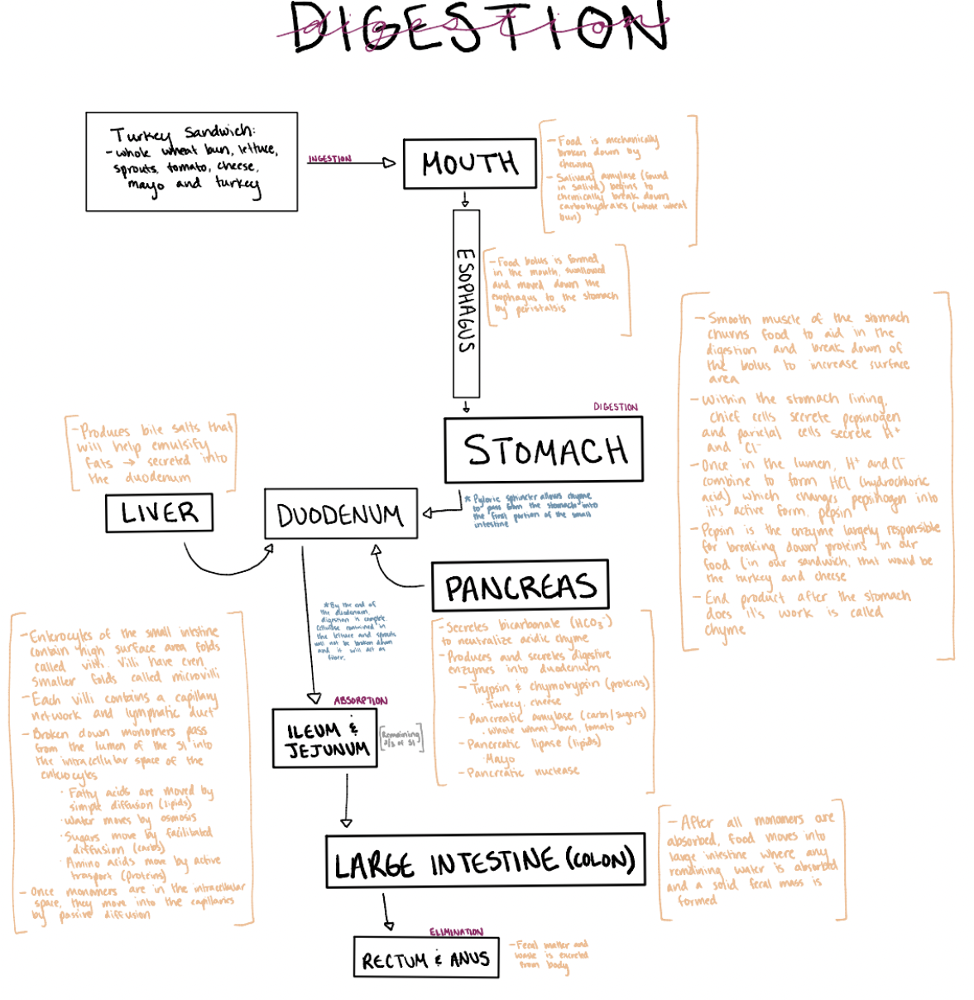 DIGESTION
digestion
Turkey Sandwich:
- whole wheat bun, lettuce,
sprouts, tomato, cheese,
mayo and turkey
INGESTION
MOUTH
- Food is mechanically
broken down by
chewing
- Salivary amylase (found
in saliva) begins to
chemically break down
carbohydrates (whole wheat
bun)
ESOPHAGUS
- Food bolus is formed
in the mouth, swallowed
and moved down the
esophagus to the stomach
by peristalsis
DIGESTION
STOMACH
- Smooth muscle of the stomach
churns food to aid in the
digestion and break down of
the bolus to increase surface
area
- Within the stomach lining,
chief cells secrete pepsinogen
and parietal cells secrete H+
and Cl-
- Once in the lumen, H+ and Cl-
combine to form HCl (hydrochloric
acid) which changes pepsinogen into
it's active form, pepsin
- Pepsin is the enzyme largely responsible
for breaking down proteins in our
food (in our sandwich, that would be
the turkey and cheese
- End product after the stomach
does it's work is called
chyme
* Pyloric sphincter allows chyme
to pass from the stomach into
the first portion of the small
intestine
- Produces bile salts that
will help emulsify
fats → secreted into
the duodenum
LIVER
DUODENUM
PANCREAS
- Secretes bicarbonate (HCO3-)
to neutralize acidic chyme
- Produces and secretes digestive
enzymes into duodenum
- Trypsin & chymotrypsin (proteins)
· Turkey, cheese
- Pancreatic amylase (carbs/sugars)
· Whole wheat bun, tomato
- Pancreatic lipase (lipids)
· Mayo
- Pancreatic nuclease
* By the end of
the duodenum,
digestion is complete.
Cellulose contained in
the lettuce and sprouts
will not be broken down
and it will act as
fiber.
ABSORPTION
ILEUM &
JEJUNUM
Remaining
2/3 of SI
- Enterocytes of the small intestine
contain high surface area folds
called villi. Villi have even
smaller folds called microvilli
- Each villi contains a capillary
network and lymphatic duct
- Broken down monomers pass
from the lumen of the SI into
the intracellular space of the
enterocytes
· Fatty acids are moved by
simple diffusion (lipids)
· Water moves by osmosis
· Sugars move by facilitated
diffusion (carbs)
· Amino acids move by active
trasport (proteins)
- Once monomers are in the intracellular
space, they move into the capillaries
by passive diffusion
LARGE INTESTINE (COLON)
- After all monomers are
absorbed, food moves into
large intestine where any
remaining water is absorbed
and a solid fecal mass is
formed
ELIMINATION
RECTUM & ANUS
- Fecal matter and
waste is excreted
from body